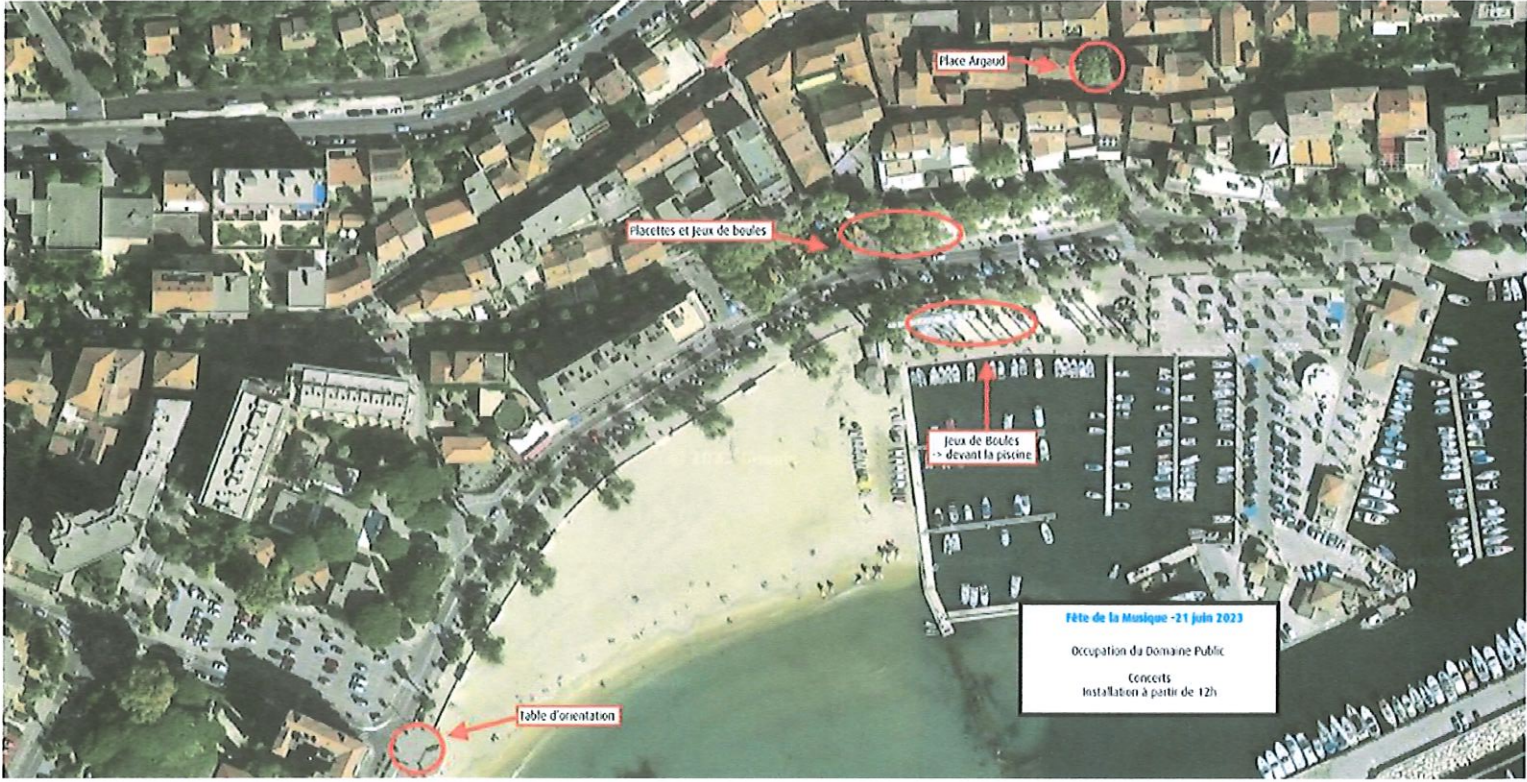 Place Argaud
Placettes et Jeux de boules
Jeux de Boules
-> devant la piscine
Fête de la Musique -21 juin 2023
Occupation du Domaine Public
Concerts
Installation à partir de 12h
Table d'orientation